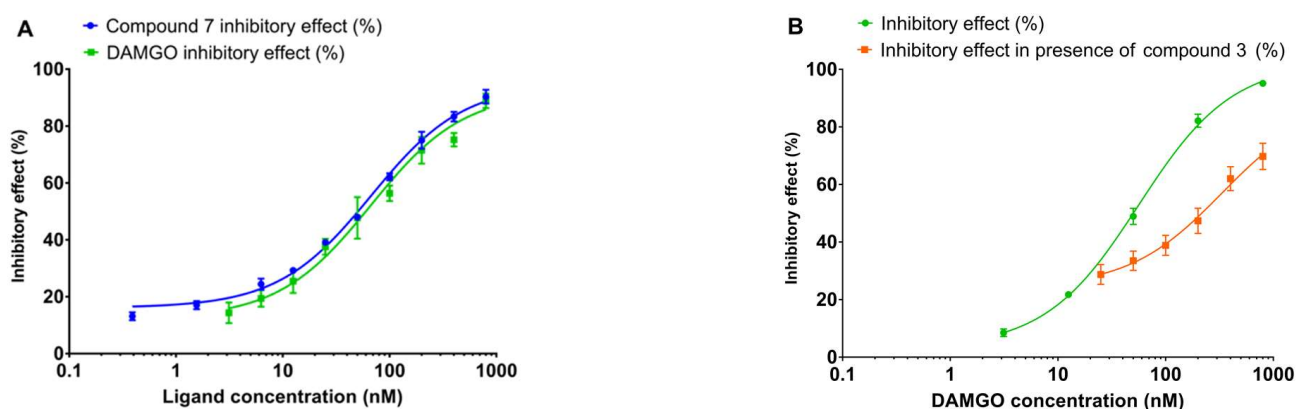 A
Compound 7 inhibitory effect (%)
DAMGO inhibitory effect (%)
Inhibitory effect (%)
100
80
60
40
20
0
0.1
1
10
100
1000
Ligand concentration (nM)
B
Inhibitory effect (%)
Inhibitory effect in presence of compound 3 (%)
Inhibitory effect (%)
100
80
60
40
20
0
0.1
1
10
100
1000
DAMGO concentration (nM)